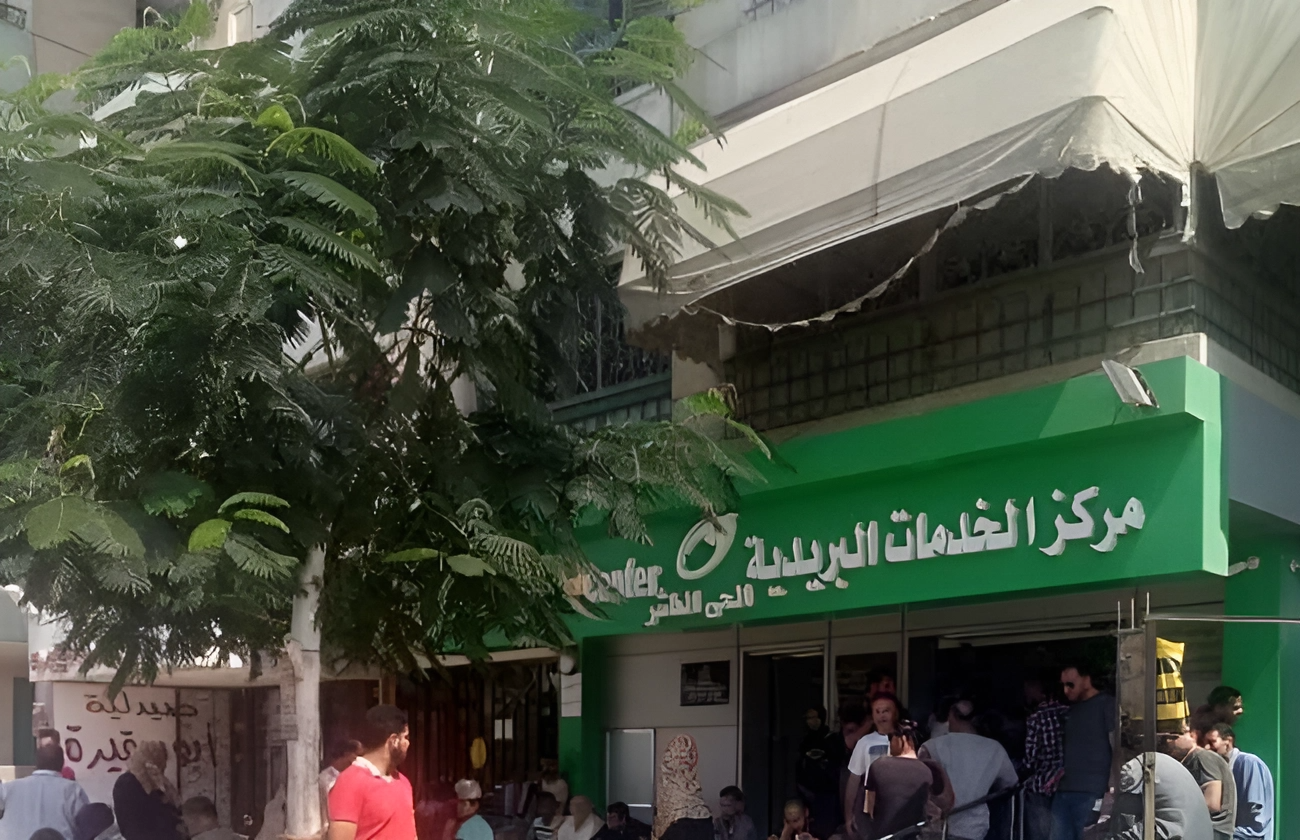 مركز الخدمات البريدية
الحي العاشر
center
صيدلية